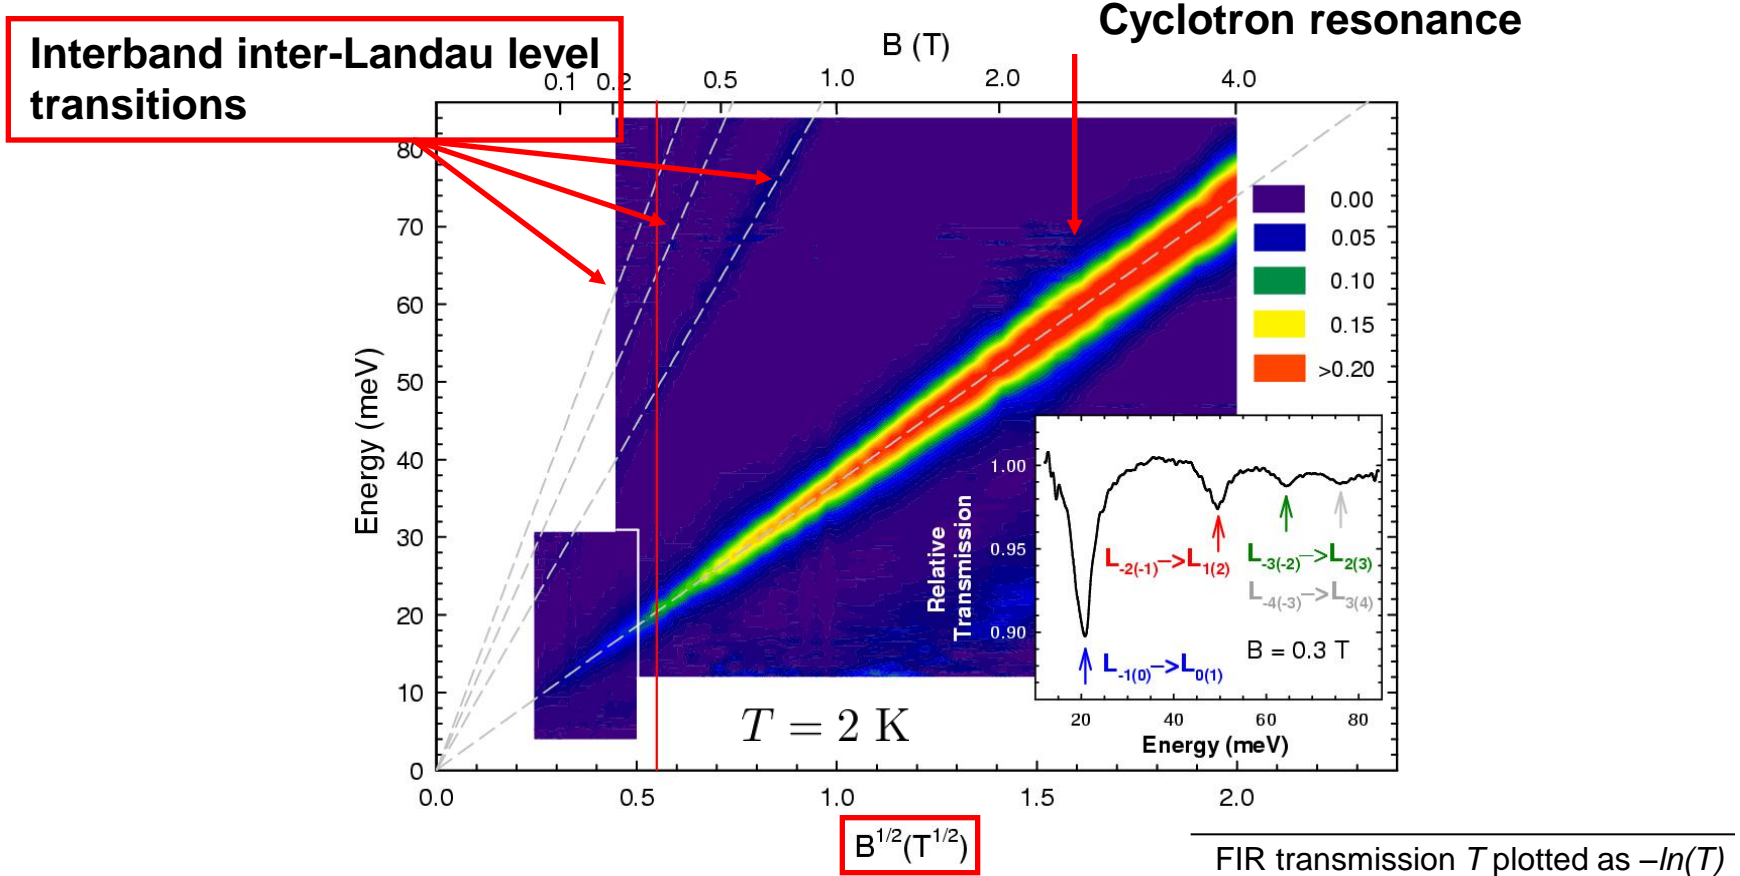 Cyclotron resonance
Interband inter-Landau level
transitions
B (T)
0.1 0.2 0.5 1.0 2.0 4.0
80
70
60
50
40
30
20
10
0
Energy (meV)
0.00
0.05
0.10
0.15
>0.20
1.00
0.95
0.90
Relative
Transmission
L-2(-1)−>L1(2)
L-3(-2)−>L2(3)
L-4(-3)−>L3(4)
B = 0.3 T
L-1(0)−>L0(1)
20 40 60 80
Energy (meV)
T = 2 K
0.0 0.5 1.0 1.5 2.0
B1/2(T1/2)
FIR transmission T plotted as –ln(T)